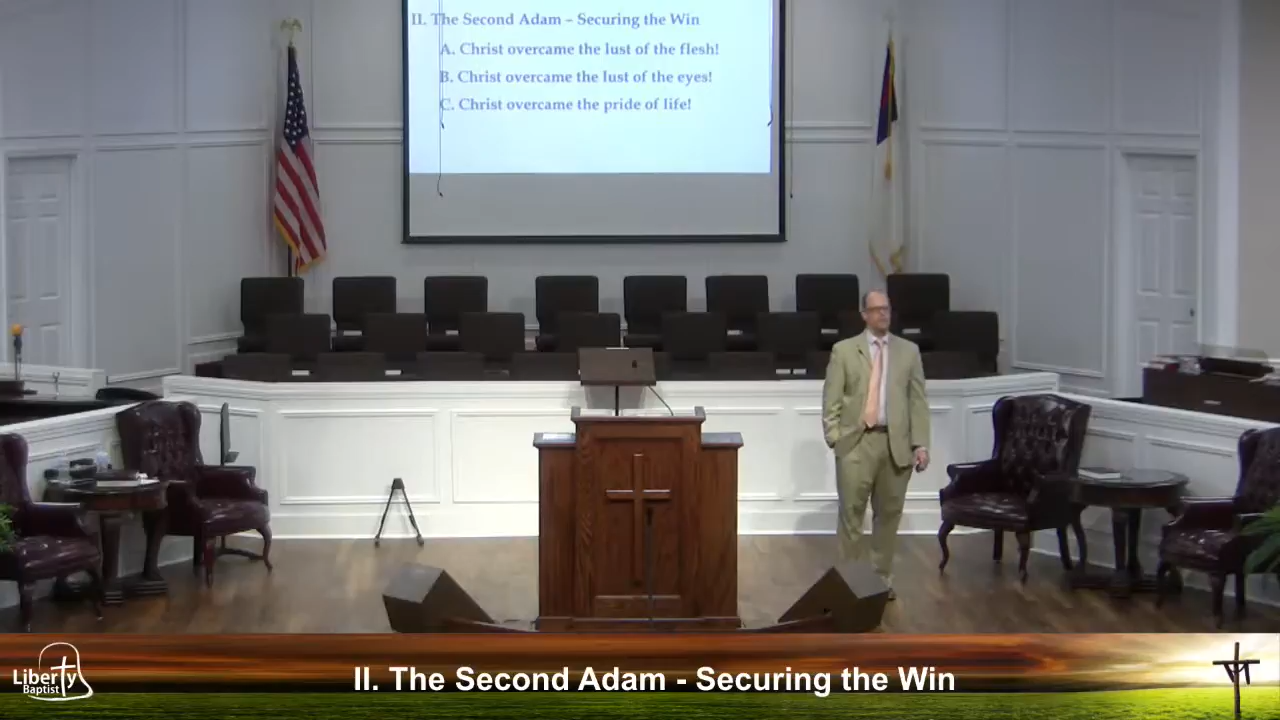 II. The Second Adam – Securing the Win
A. Christ overcame the lust of the flesh!
B. Christ overcame the lust of the eyes!
C. Christ overcame the pride of life!
Liberty
Baptist
II. The Second Adam - Securing the Win